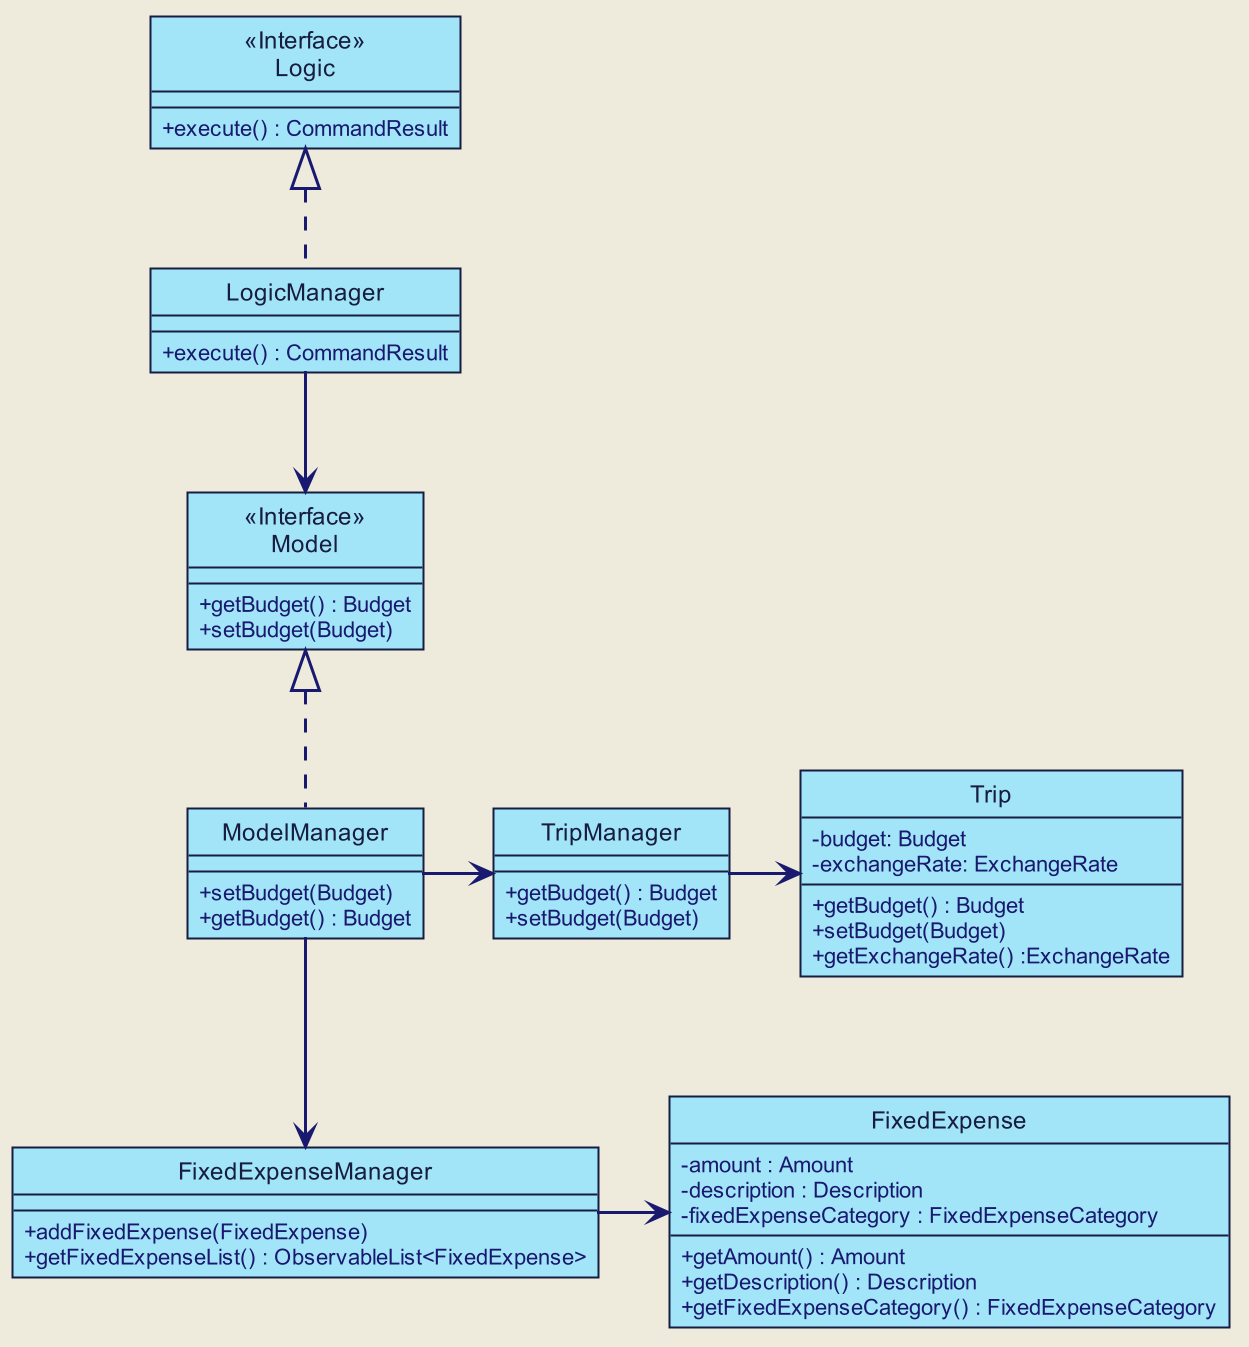 «Interface»
Logic
+execute() : CommandResult
LogicManager
+execute() : CommandResult
«Interface»
Model
+getBudget() : Budget
+setBudget(Budget)
ModelManager
+setBudget(Budget)
+getBudget() : Budget
TripManager
+getBudget() : Budget
+setBudget(Budget)
Trip
-budget: Budget
-exchangeRate: ExchangeRate
+getBudget() : Budget
+setBudget(Budget)
+getExchangeRate() :ExchangeRate
FixedExpenseManager
+addFixedExpense(FixedExpense)
+getFixedExpenseList() : ObservableList<FixedExpense>
FixedExpense
-amount : Amount
-description : Description
-fixedExpenseCategory : FixedExpenseCategory
+getAmount() : Amount
+getDescription() : Description
+getFixedExpenseCategory() : FixedExpenseCategory